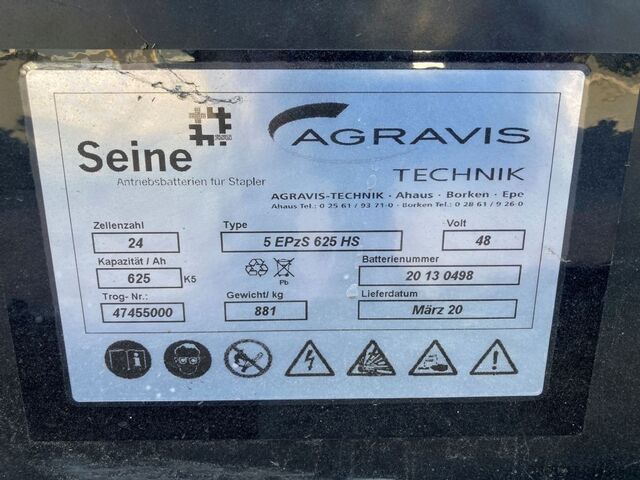 Seine
Antriebsbatterien für Stapler
AGRAVIS
TECHNIK
AGRAVIS-TECHNIK · Ahaus · Borken · Epe
Ahaus Tel.: 0 25 61 / 93 71-0 · Borken Tel.: 0 28 61 / 9 26-0
Zellenzahl Type Volt
24 5 EPzS 625 HS 48
Kapazität / Ah Batterienummer
625 K5 Pb 20 13 0498
Trog- Nr.: Gewicht/ kg Lieferdatum
47455000 881 März 20